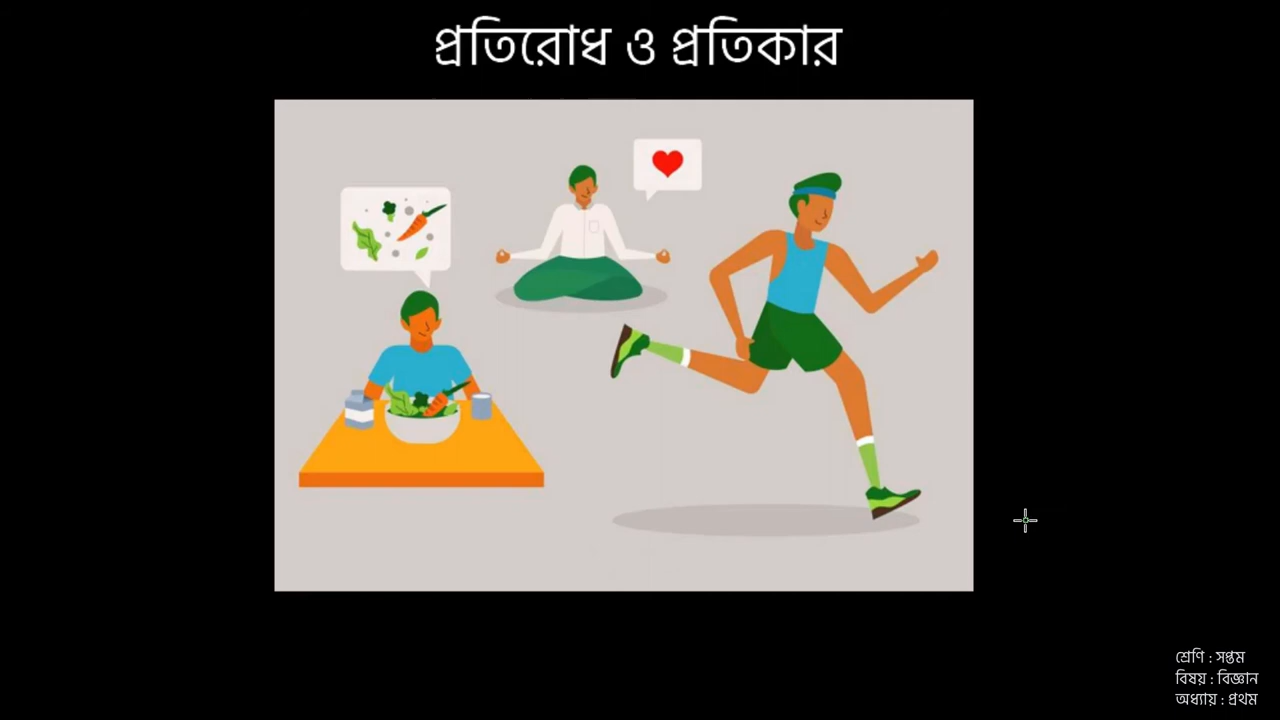 প্রতিরোধ ও প্রতিকার
শ্রেণি : সপ্তম
বিষয় : বিজ্ঞান
অধ্যায় : প্রথম